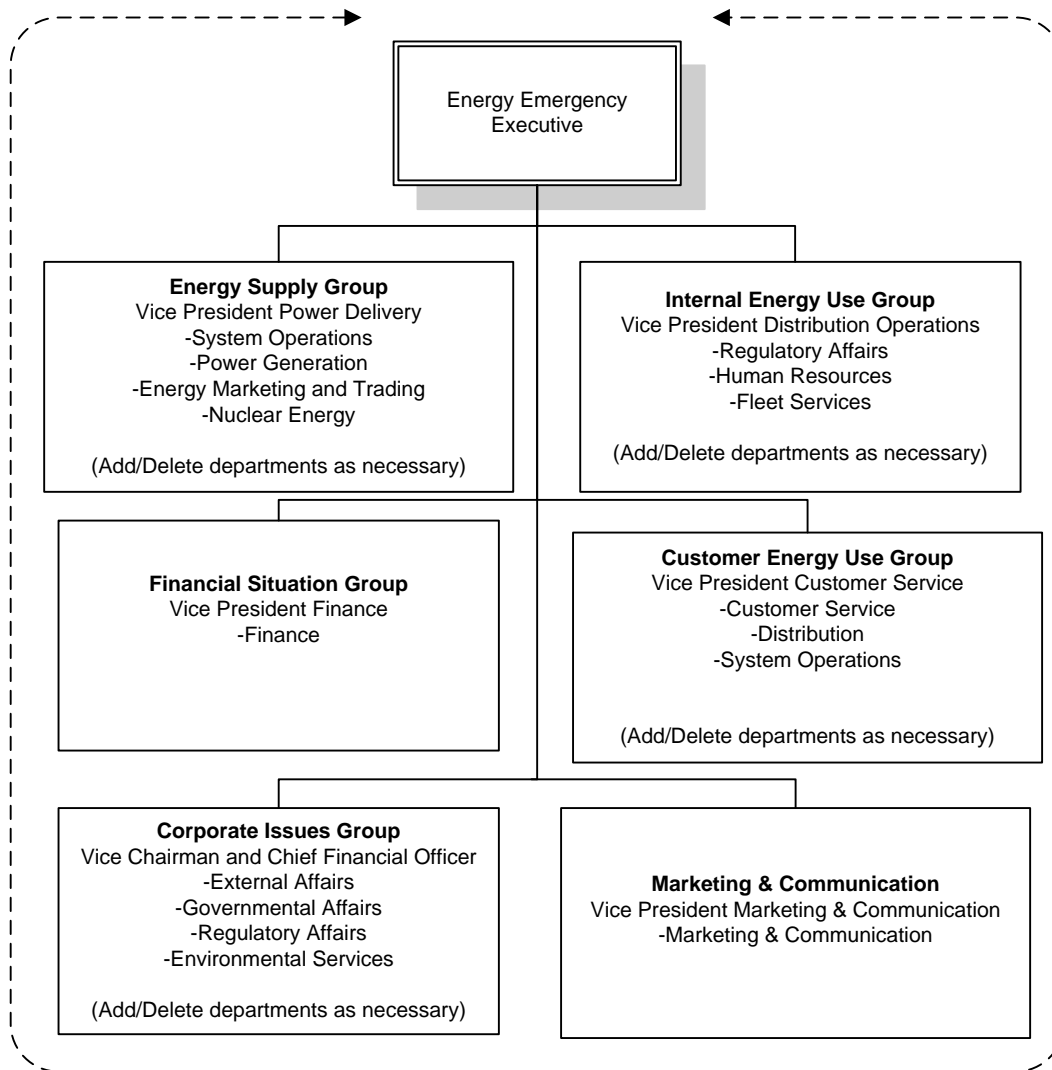 Energy Emergency
Executive
Energy Supply Group
Vice President Power Delivery
-System Operations
-Power Generation
-Energy Marketing and Trading
-Nuclear Energy
(Add/Delete departments as necessary)
Internal Energy Use Group
Vice President Distribution Operations
-Regulatory Affairs
-Human Resources
-Fleet Services
(Add/Delete departments as necessary)
Financial Situation Group
Vice President Finance
-Finance
Customer Energy Use Group
Vice President Customer Service
-Customer Service
-Distribution
-System Operations
(Add/Delete departments as necessary)
Corporate Issues Group
Vice Chairman and Chief Financial Officer
-External Affairs
-Governmental Affairs
-Regulatory Affairs
-Environmental Services
(Add/Delete departments as necessary)
Marketing & Communication
Vice President Marketing & Communication
-Marketing & Communication